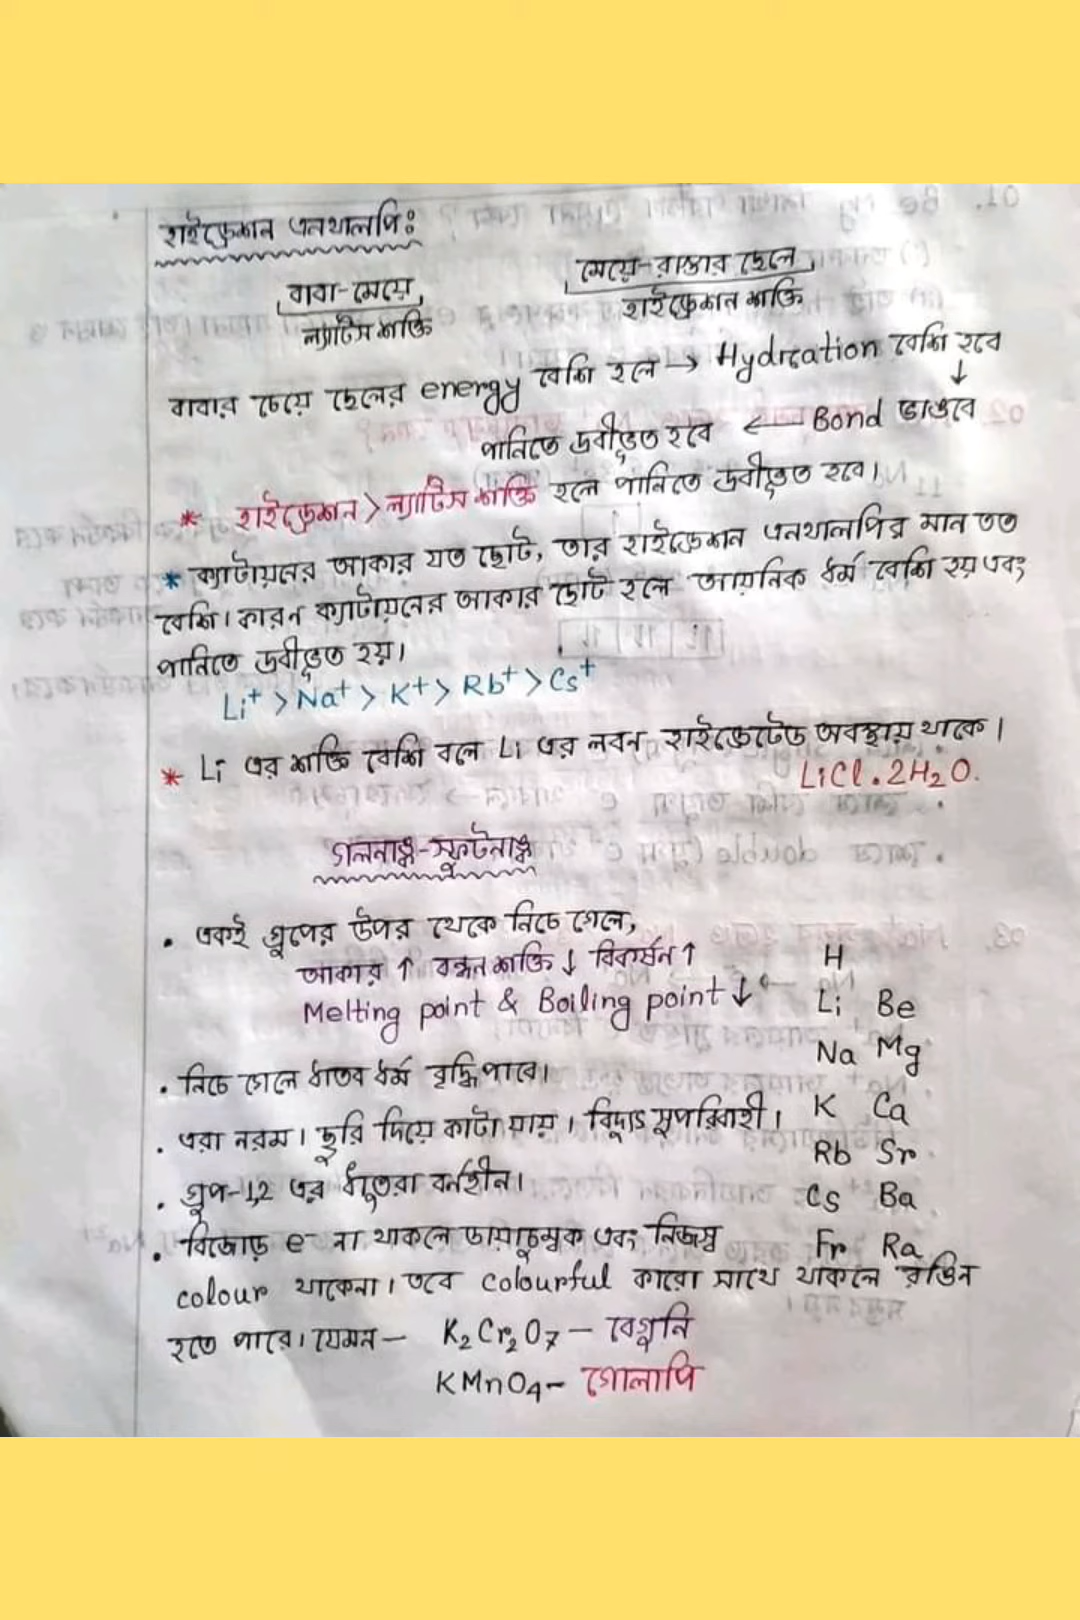 হাইড্রেশন এনথালপিঃ
বাবা-মেয়ে
ল্যাটিস শক্তি
মেয়ে-রাস্তার ছেলে
হাইড্রেশন শক্তি
বাবার চেয়ে ছেলের energy বেশি হলে → Hydration বেশি হবে
↓
পানিতে দ্রবীভূত হবে ← Bond ভাঙবে
* হাইড্রেশন > ল্যাটিস শক্তি হলে পানিতে দ্রবীভূত হবে।
* ক্যাটায়নের আকার যত ছোট, তার হাইড্রেশন এনথালপির মান তত
বেশি। কারন ক্যাটায়নের আকার ছোট হলে আয়নিক ধর্ম বেশি হয় এবং
পানিতে দ্রবীভূত হয়।
Li⁺ > Na⁺ > K⁺ > Rb⁺ > Cs⁺
* Li এর শক্তি বেশি বলে Li এর লবন হাইড্রেটেড অবস্থায় থাকে।
LiCl.2H₂O.
গলনাঙ্ক-স্ফুটনাঙ্ক
• একই গ্রুপের উপর থেকে নিচে গেলে,
আকার ↑ বন্ধন শক্তি ↓ বিকর্ষন ↑
Melting point & Boiling point ↓ ←
• নিচে গেলে ধাতব ধর্ম বৃদ্ধি পাবে।
• এরা নরম। ছুরি দিয়ে কাটা যায়। বিদ্যুৎ সুপরিবাহী।
• গ্রুপ-1,2 এর ধাতুরা বর্নহীন।
• বিজোড় e⁻ না থাকলে ডায়াচুম্বক এবং নিজস্ব
colour থাকেনা। তবে colourful কারো সাথে থাকলে রঙিন
হতে পারে। যেমন — K₂Cr₂O₇ — বেগুনি
KMnO₄ — গোলাপি
H
Li Be
Na Mg
K Ca
Rb Sr
Cs Ba
Fr Ra